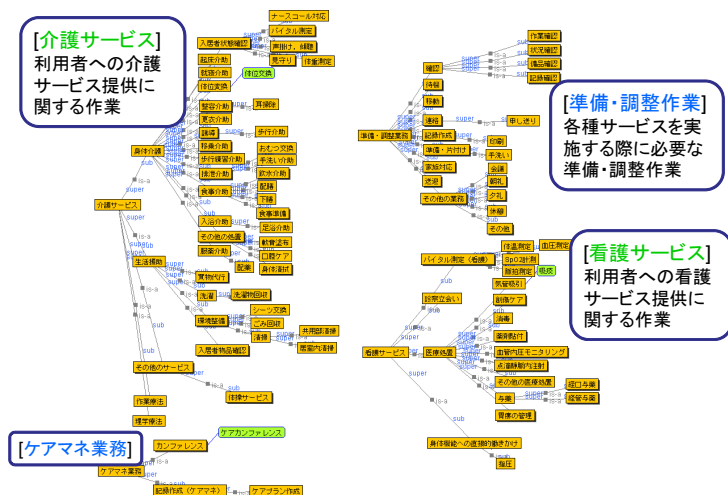 [介護サービス]
利用者への介護
サービス提供に
関する作業
ナースコール対応
バイタル測定
入居者状態確認
声掛け，傾聴
見守り
体重測定
起床介助
就寝介助
体位交換
体位変換
整容介助
耳掃除
更衣介助
誘導
歩行介助
移乗介助
おむつ交換
身体介護
歩行練習介助
手洗い介助
排泄介助
飲水介助
配膳
食事介助
下膳
食事準備
入浴介助
足浴介助
その他の処置
軟膏塗布
服薬介助
口腔ケア
配薬
身体清拭
介護サービス
生活援助
買物代行
洗濯
洗濯物回収
シーツ交換
環境整備
ごみ回収
清掃
共用部清掃
居室内清掃
入居者物品確認
その他のサービス
体操サービス
作業療法
理学療法
[ケアマネ業務]
カンファレンス
ケアカンファレンス
ケアマネ業務
記録作成（ケアマネ）
ケアプラン作成
作業確認
状況確認
確認
備品確認
記録確認
待機
移動
連絡
申し送り
準備・調整業務
記録作成
印刷
準備・片付け
手洗い
家族対応
会議
送迎
朝礼
その他の業務
夕礼
休憩
その他
[準備・調整作業]
各種サービスを実
施する際に必要な
準備・調整作業
体温測定
血圧測定
バイタル測定（看護）
SpO2計測
脈拍測定
吸痰
気管吸引
診察立会い
創傷ケア
消毒
薬剤貼付
看護サービス
医療処置
血管内圧モニタリング
点滴静脈内注射
その他の医療処置
経口与薬
与薬
経管与薬
胃瘻の管理
身体機能への直接的働きかけ
指圧
[看護サービス]
利用者への看護
サービス提供に
関する作業
super
sub
is-a